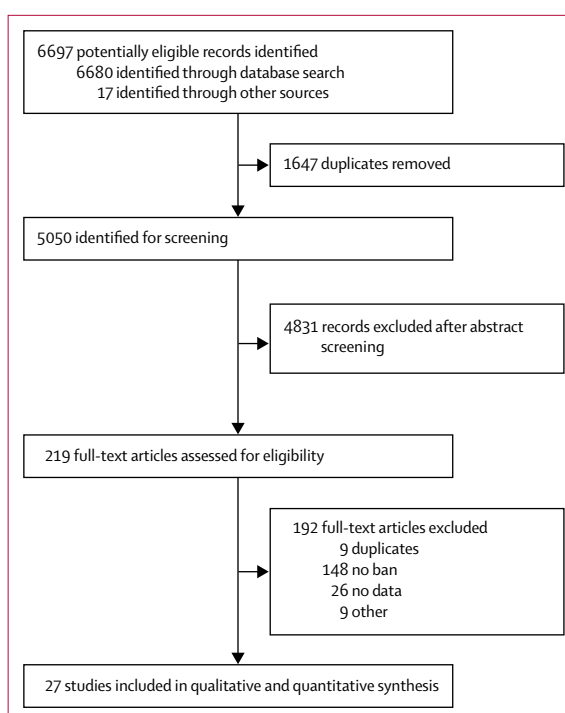 6697 potentially eligible records identified
6680 identified through database search
17 identified through other sources
1647 duplicates removed
5050 identified for screening
4831 records excluded after abstract
screening
219 full-text articles assessed for eligibility
192 full-text articles excluded
9 duplicates
148 no ban
26 no data
9 other
27 studies included in qualitative and quantitative synthesis